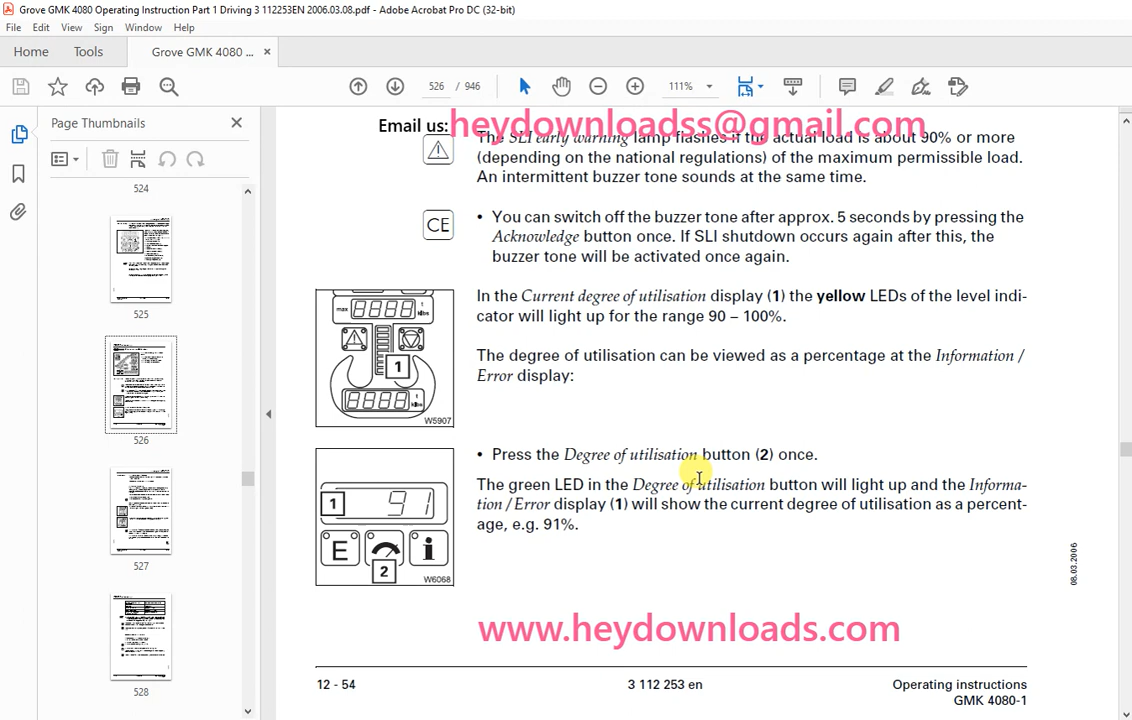 Grove GMK 4080 Operating Instruction Part 1 Driving 3 112253EN 2006.03.08.pdf - Adobe Acrobat Pro DC (32-bit)
File Edit View Sign Window Help
Home Tools Grove GMK 4080 ... ×
526 / 946 111%
Page Thumbnails
524
525
526
527
528
Email us: heydownloadss@gmail.com
The SLI early warning lamp flashes if the actual load is about 90% or more
(depending on the national regulations) of the maximum permissible load.
An intermittent buzzer tone sounds at the same time.
CE
• You can switch off the buzzer tone after approx. 5 seconds by pressing the
Acknowledge button once. If SLI shutdown occurs again after this, the
buzzer tone will be activated once again.
max
t
klbs
1
t
klbs
W5907
In the Current degree of utilisation display (1) the yellow LEDs of the level indi-
cator will light up for the range 90 – 100%.
The degree of utilisation can be viewed as a percentage at the Information /
Error display:
1
91
E
i
2
W6068
• Press the Degree of utilisation button (2) once.
The green LED in the Degree of utilisation button will light up and the Informa-
tion / Error display (1) will show the current degree of utilisation as a percent-
age, e.g. 91%.
08.03.2006
www.heydownloads.com
12 - 54 3 112 253 en Operating instructions
GMK 4080-1